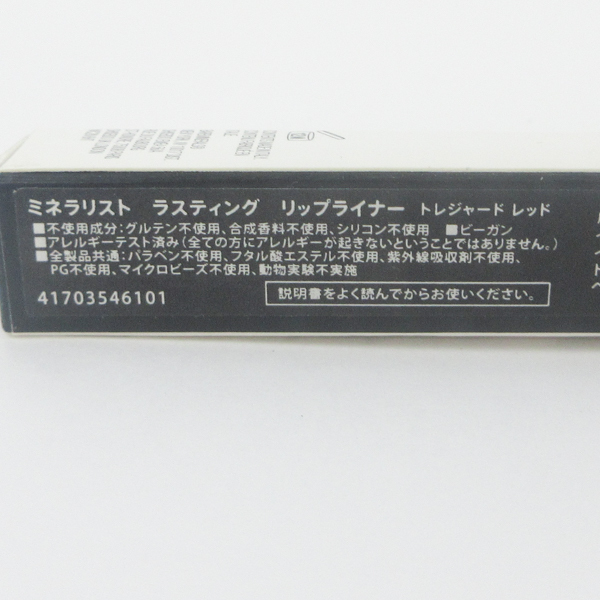 ミネラリスト ラスティング リップライナー トレジャード レッド
■不使用成分:グルテン不使用、合成香料不使用、シリコン不使用 ■ビーガン
■アレルギーテスト済み(全ての方にアレルギーが起きないということではありません。)
■全製品共通:パラベン不使用、フタル酸エステル不使用、紫外線吸収剤不使用、
PG不使用、マイクロビーズ不使用、動物実験不実施
41703546101 説明書をよく読んでからお使いください。